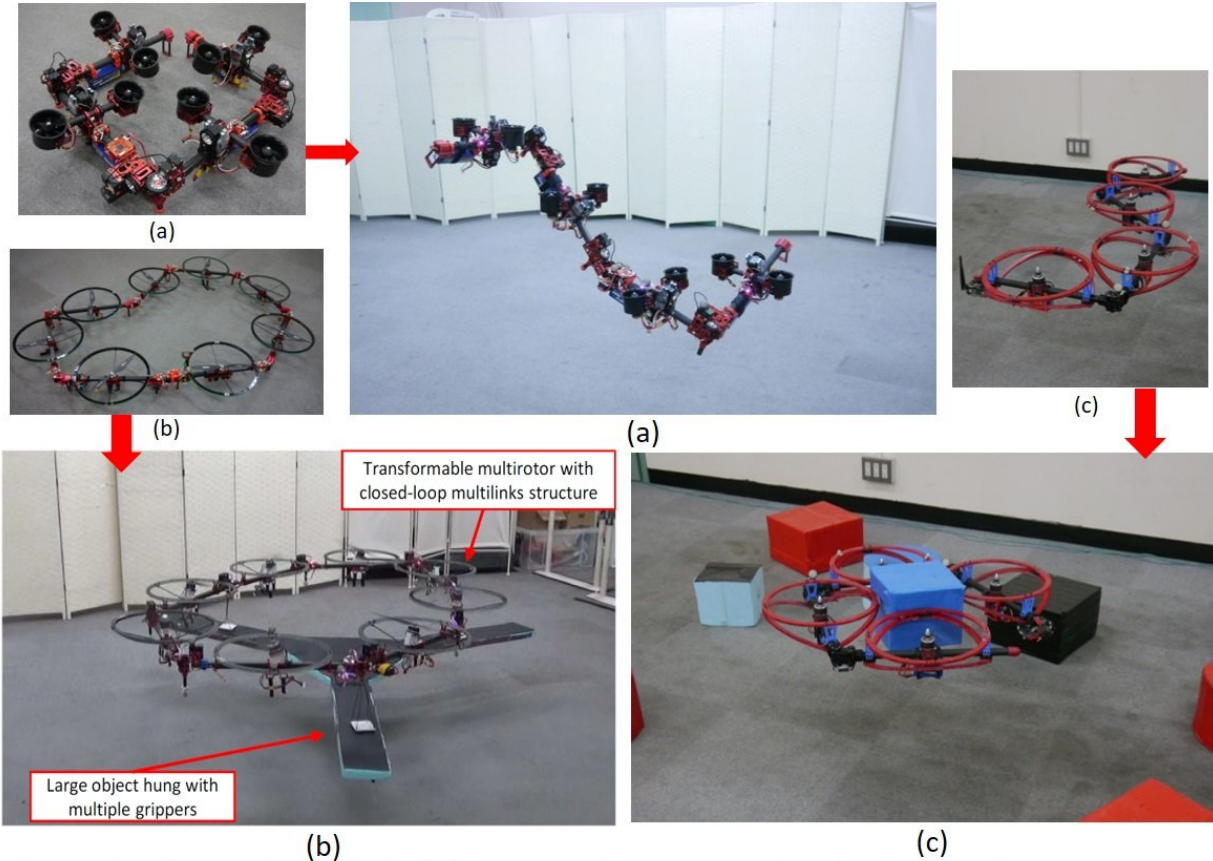 (a)
(b)
(a)
(c)
Transformable multirotor with
closed-loop multilinks structure
Large object hung with
multiple grippers
(b)
(c)